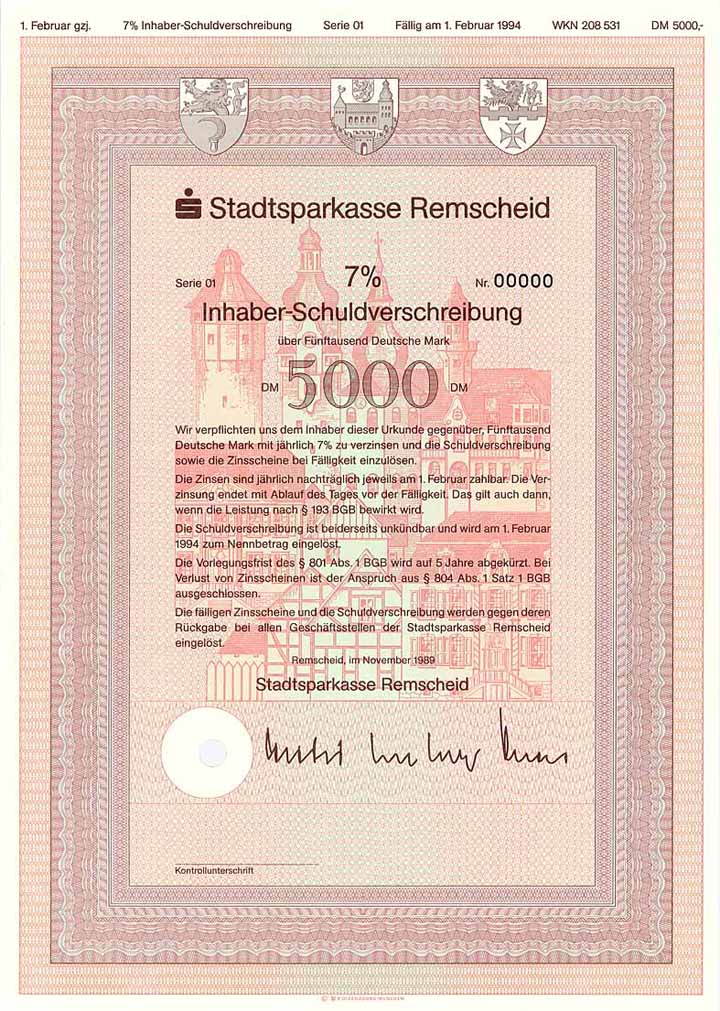 1. Februar gzj. 7% Inhaber-Schuldverschreibung Serie 01 Fällig am 1. Februar 1994 WKN 208 531 DM 5000,-
Stadtsparkasse Remscheid
7%
Serie 01 Nr. 00000
Inhaber-Schuldverschreibung
über Fünftausend Deutsche Mark
DM 5000 DM
Wir verpflichten uns dem Inhaber dieser Urkunde gegenüber, Fünftausend
Deutsche Mark mit jährlich 7% zu verzinsen und die Schuldverschreibung
sowie die Zinsscheine bei Fälligkeit einzulösen.
Die Zinsen sind jährlich nachträglich jeweils am 1. Februar zahlbar. Die Ver-
zinsung endet mit Ablauf des Tages vor der Fälligkeit. Das gilt auch dann,
wenn die Leistung nach § 193 BGB bewirkt wird.
Die Schuldverschreibung ist beiderseits unkündbar und wird am 1. Februar
1994 zum Nennbetrag eingelöst.
Die Vorlegungsfrist des § 801 Abs. 1 BGB wird auf 5 Jahre abgekürzt. Bei
Verlust von Zinsscheinen ist der Anspruch aus § 804 Abs. 1 Satz 1 BGB
ausgeschlossen.
Die fälligen Zinsscheine und die Schuldverschreibung werden gegen deren
Rückgabe bei allen Geschäftsstellen der Stadtsparkasse Remscheid
eingelöst.
Remscheid, im November 1989
Stadtsparkasse Remscheid
Kontrollunterschrift